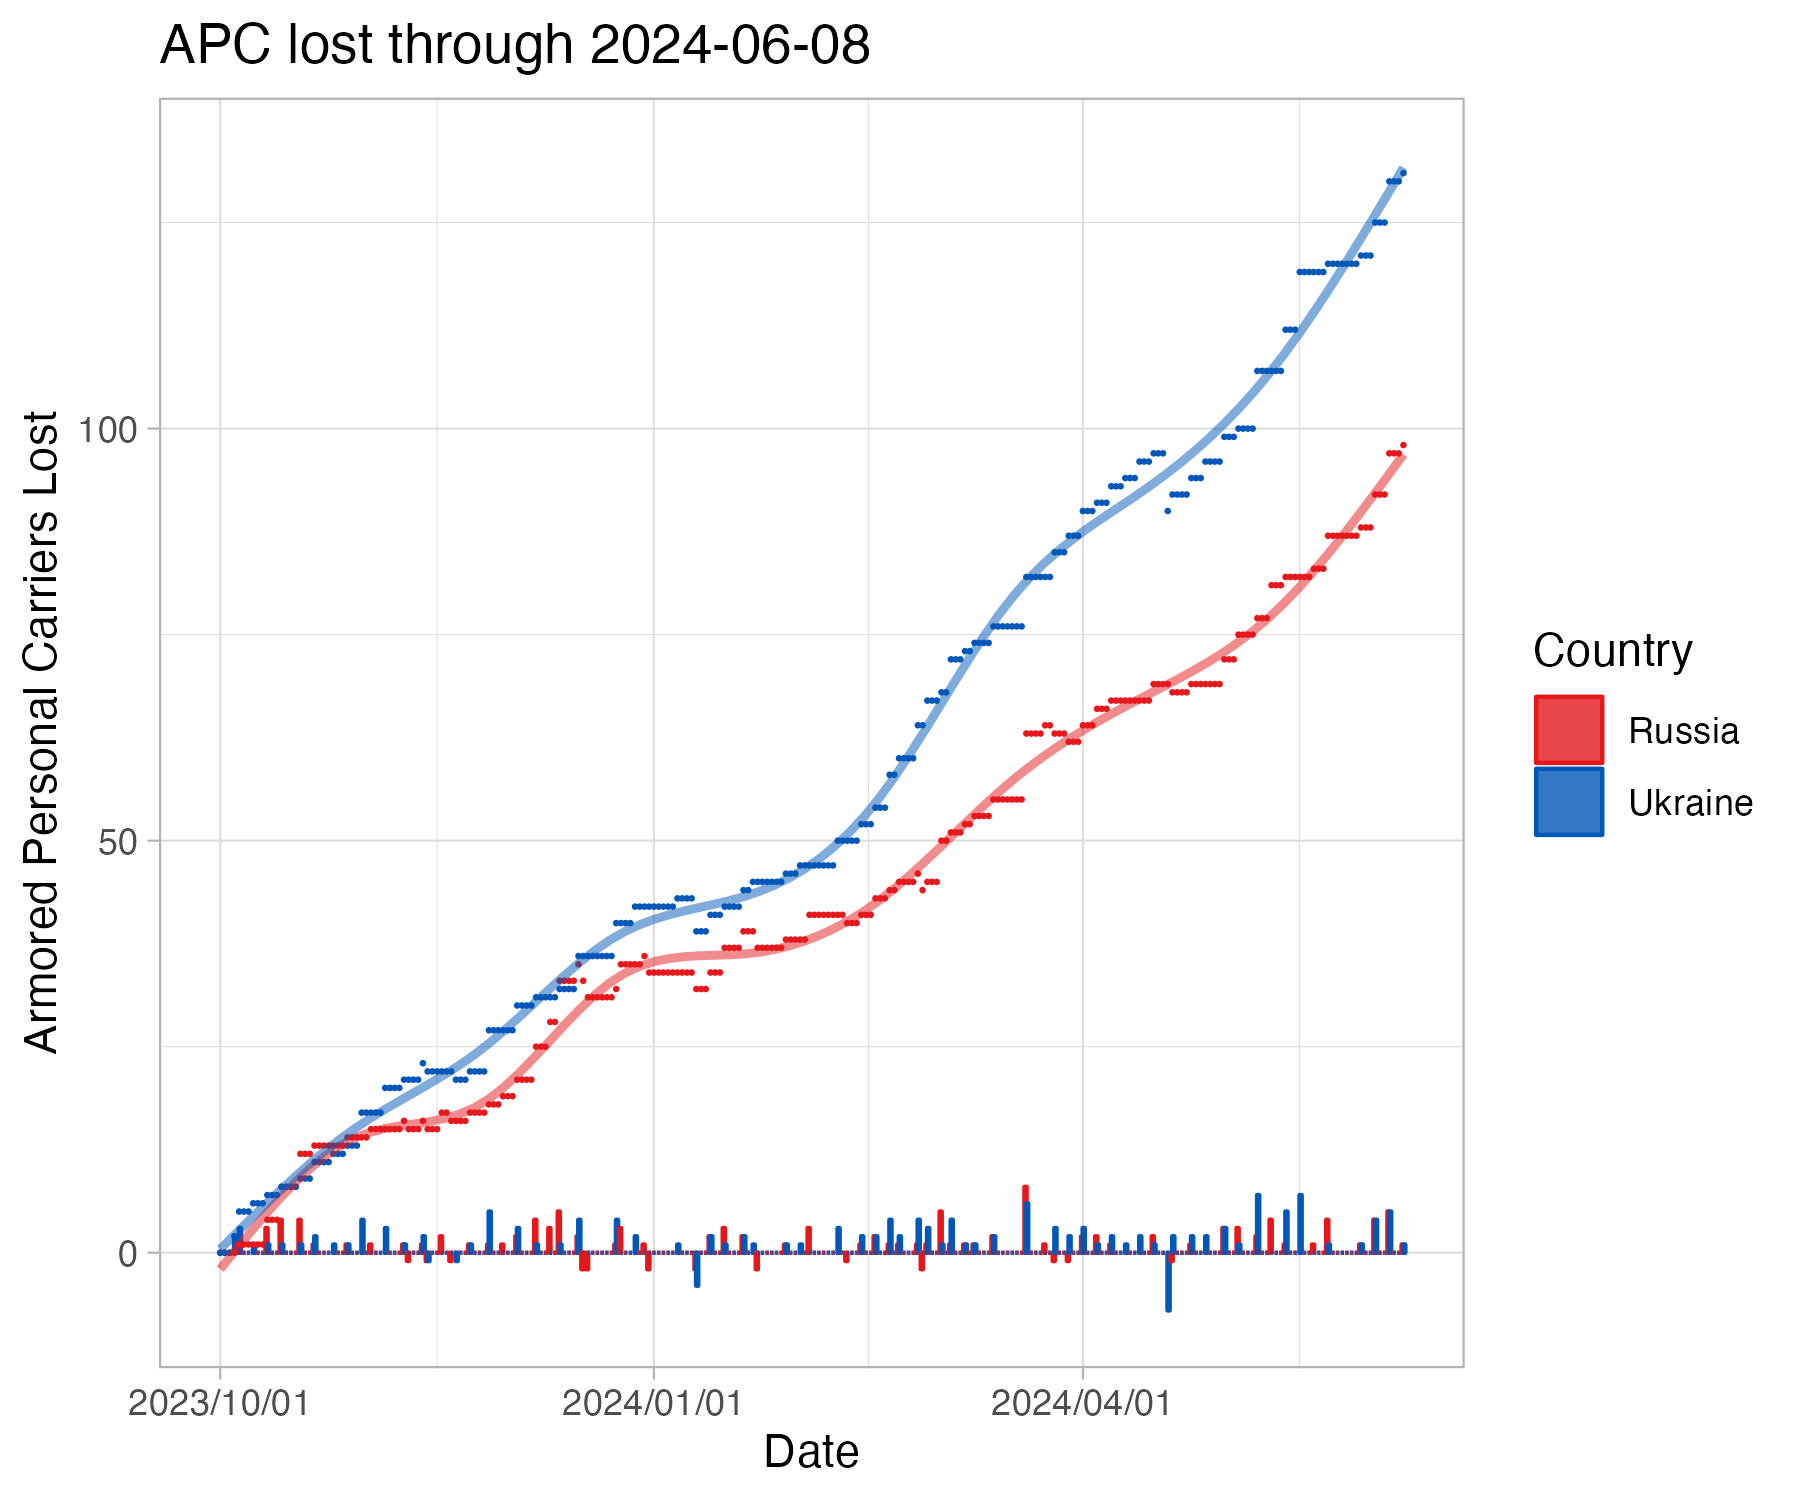 APC lost through 2024-06-08
Armored Personal Carriers Lost
100
50
0
2023/10/01
2024/01/01
2024/04/01
Date
Country
Russia
Ukraine